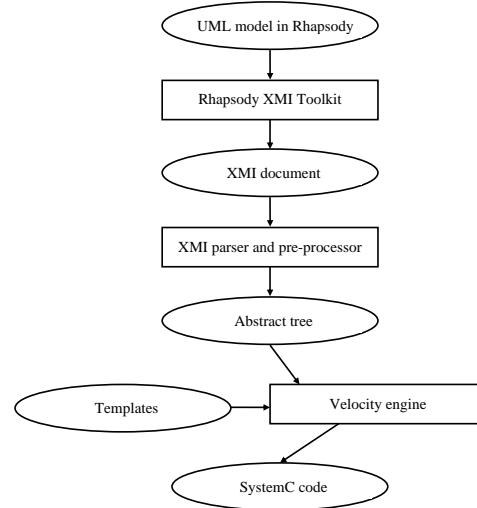 UML model in Rhapsody
Rhapsody XMI Toolkit
XMI document
XMI parser and pre-processor
Abstract tree
Templates
Velocity engine
SystemC code